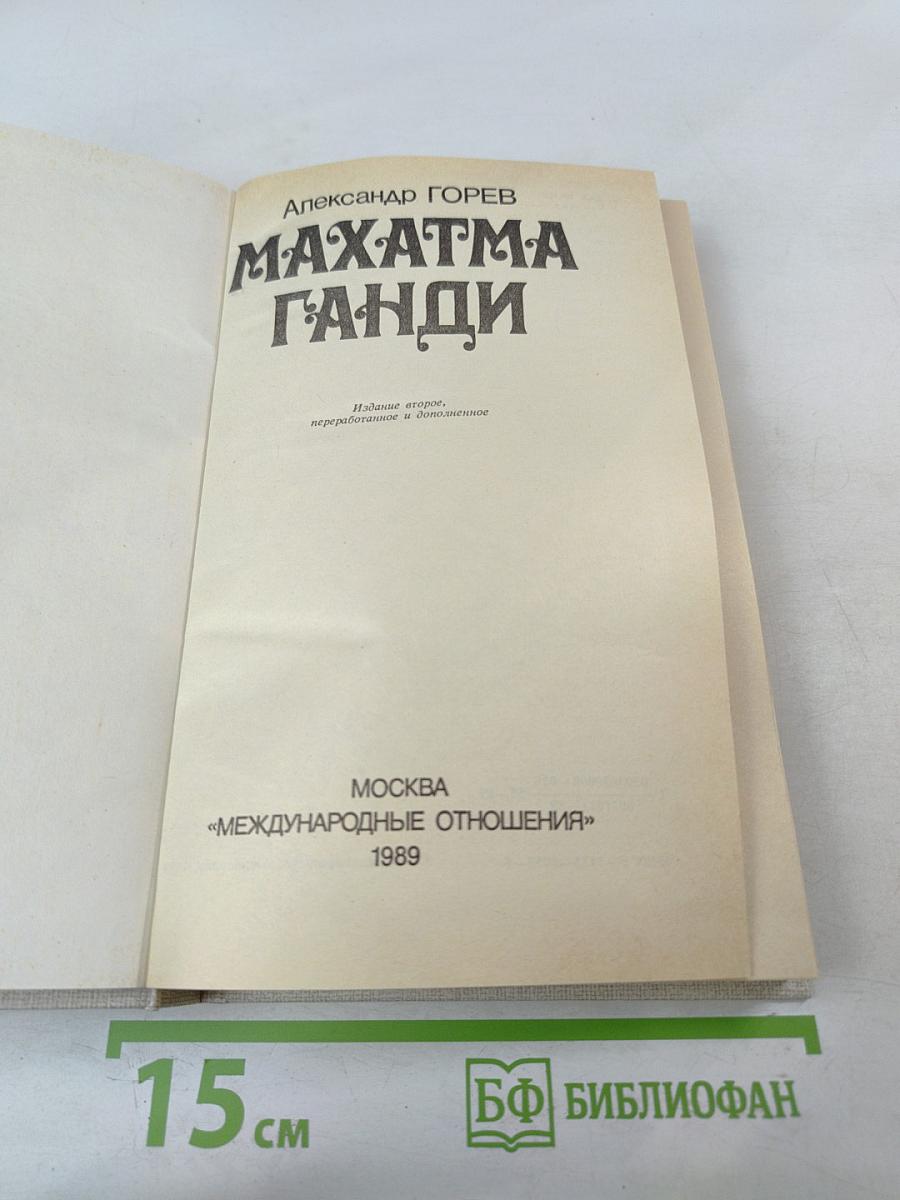 Александр ГОРЕВ
МАХАТМА
ГАНДИ
Издание второе,
переработанное и дополненное
МОСКВА
«МЕЖДУНАРОДНЫЕ ОТНОШЕНИЯ»
1989
15 см
БФ БИБЛИОФАН